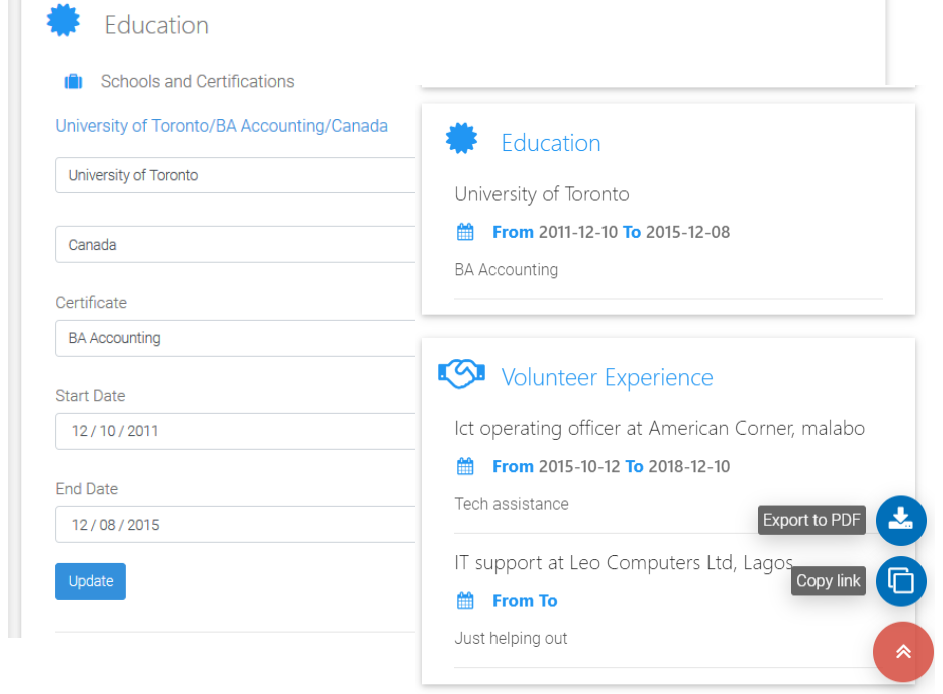 Education
Schools and Certifications
University of Toronto/BA Accounting/Canada
University of Toronto
Canada
Certificate
BA Accounting
Start Date
12 / 10 / 2011
End Date
12 / 08 / 2015
Update
Education
University of Toronto
From 2011-12-10 To 2015-12-08
BA Accounting
Volunteer Experience
Ict operating officer at American Corner, malabo
From 2015-10-12 To 2018-12-10
Tech assistance
Export to PDF
IT support at Leo Computers Ltd, Lagos
Copy link
From To
Just helping out